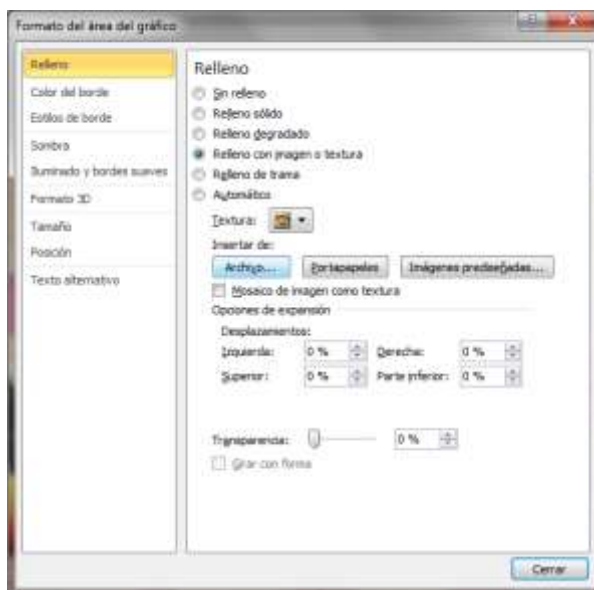 Formato del área del gráfico
Relleno
Color del borde
Estilos de borde
Sombra
Iluminado y bordes suaves
Formato 3D
Tamaño
Posición
Texto alternativo
Relleno
Sin relleno
Relleno sólido
Relleno degradado
Relleno con imagen o textura
Relleno de trama
Automático
Textura:
Insertar de:
Archivo... Portapapeles Imágenes prediseñadas...
Mosaico de imagen como textura
Opciones de expansión
Desplazamientos:
Izquierda: 0 % Derecha: 0 %
Superior: 0 % Parte inferior: 0 %
Transparencia: 0 %
Girar con forma
Cerrar